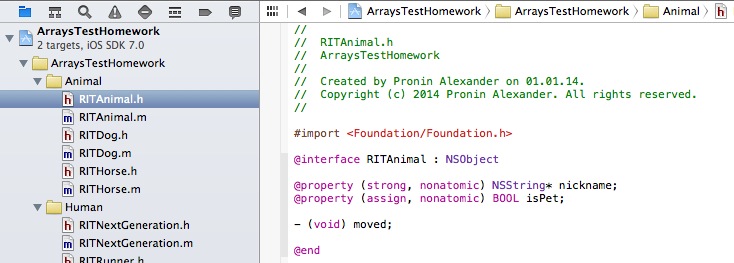 ArraysTestHomework
2 targets, iOS SDK 7.0
ArraysTestHomework
Animal
h RITAnimal.h
m RITAnimal.m
h RITDog.h
m RITDog.m
h RITHorse.h
m RITHorse.m
Human
h RITNextGeneration.h
m RITNextGeneration.m
h RITRunner.h
ArraysTestHomework ArraysTestHomework Animal h
//
// RITAnimal.h
// ArraysTestHomework
//
// Created by Pronin Alexander on 01.01.14.
// Copyright (c) 2014 Pronin Alexander. All rights reserved.
//
#import <Foundation/Foundation.h>
@interface RITAnimal : NSObject
@property (strong, nonatomic) NSString* nickname;
@property (assign, nonatomic) BOOL isPet;
- (void) moved;
@end